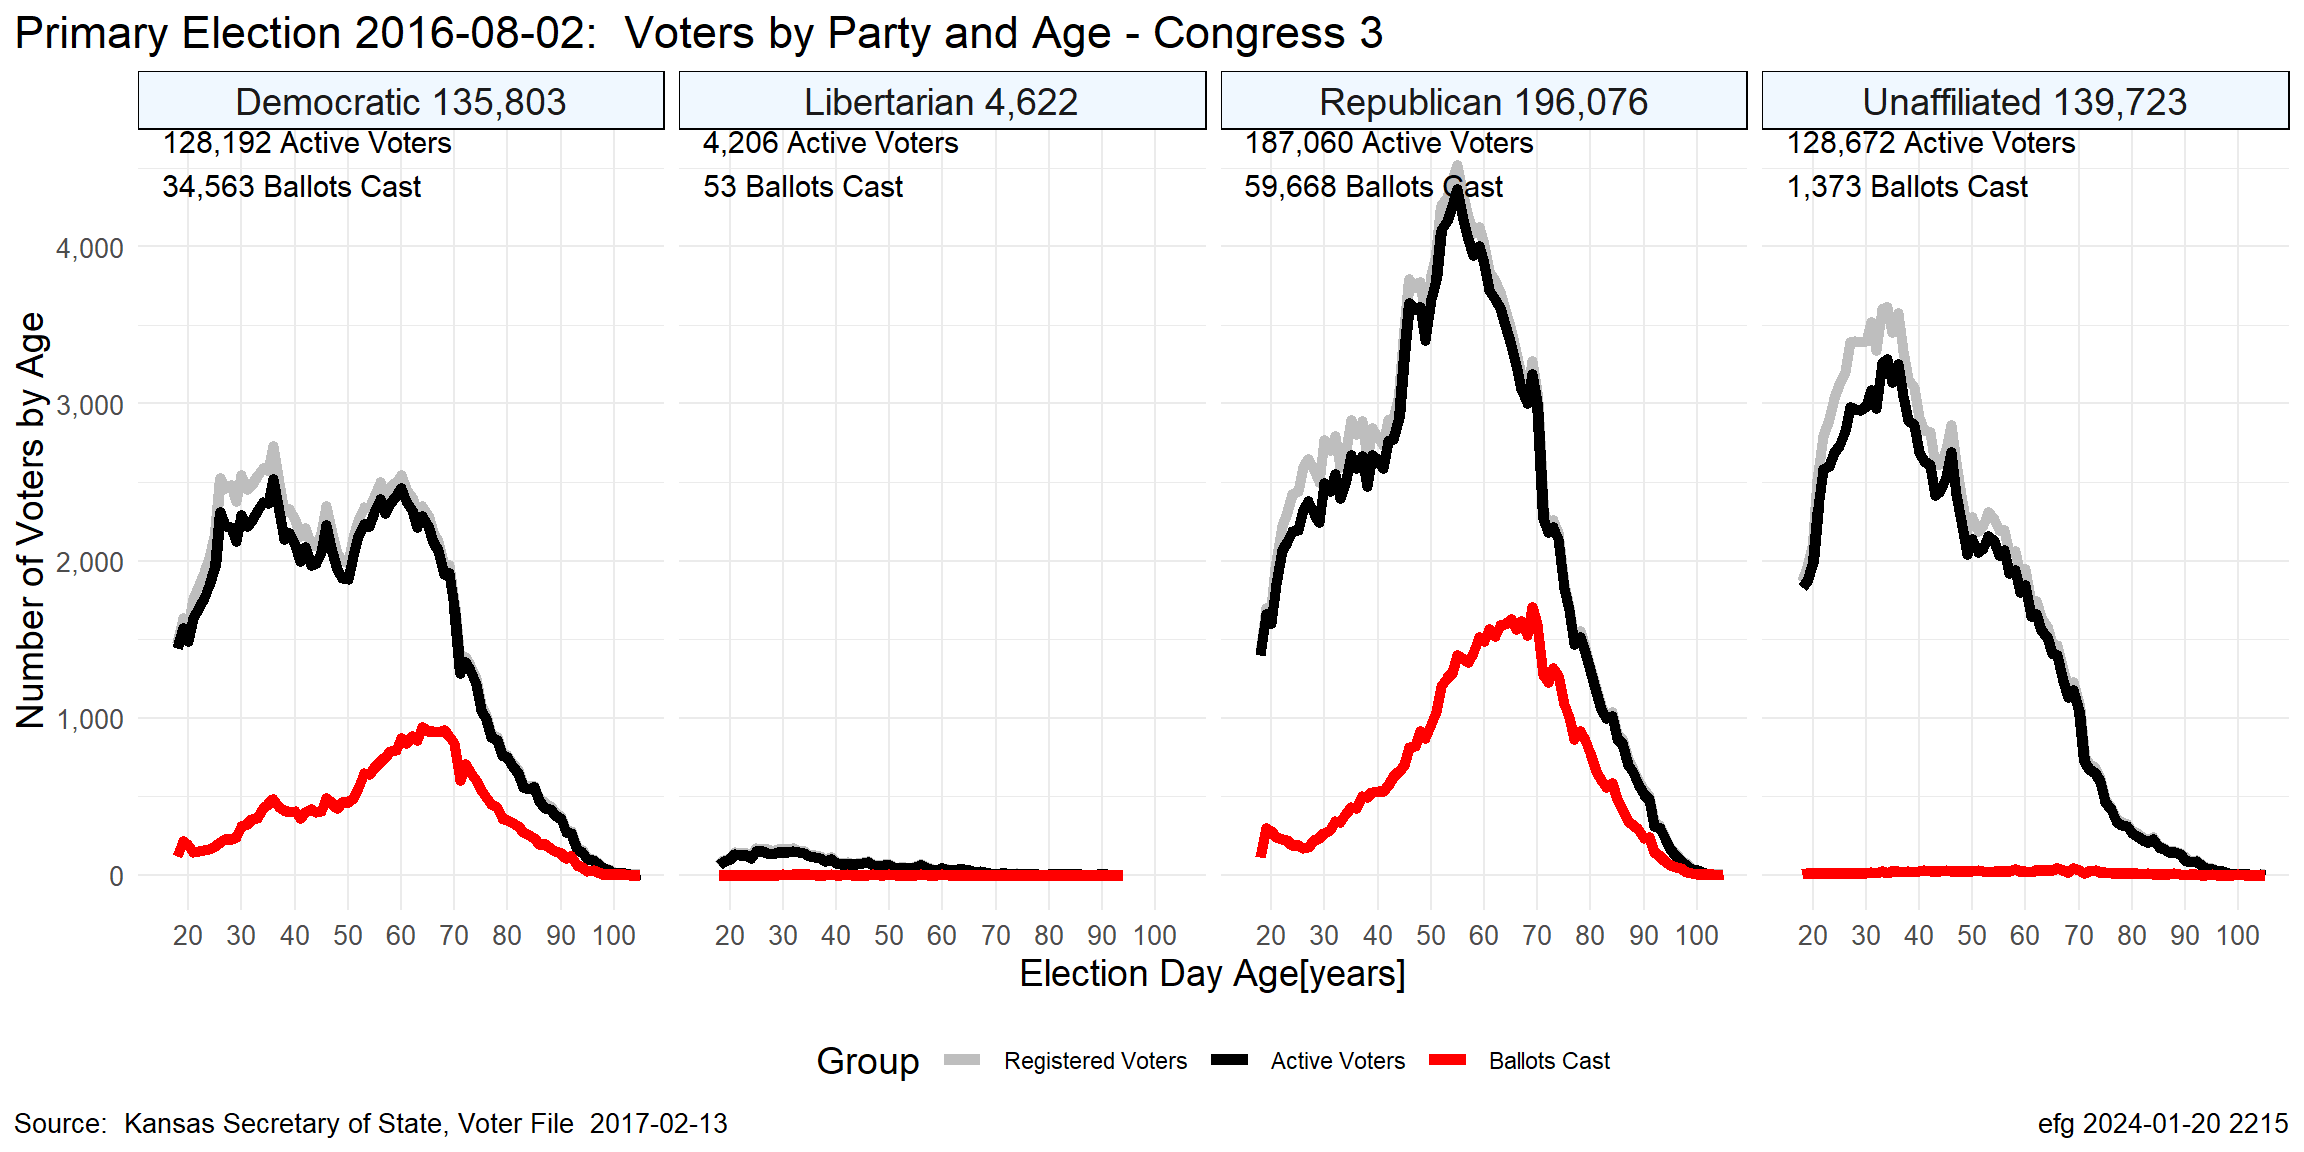 Primary Election 2016-08-02:  Voters by Party and Age - Congress 3
Democratic 135,803
Libertarian 4,622
Republican 196,076
Unaffiliated 139,723
128,192 Active Voters
34,563 Ballots Cast
4,206 Active Voters
53 Ballots Cast
187,060 Active Voters
59,668 Ballots Cast
128,672 Active Voters
1,373 Ballots Cast
Number of Voters by Age
4,000
3,000
2,000
1,000
0
20 30 40 50 60 70 80 90 100
20 30 40 50 60 70 80 90 100
20 30 40 50 60 70 80 90 100
20 30 40 50 60 70 80 90 100
Election Day Age[years]
Group Registered Voters Active Voters Ballots Cast
Source:  Kansas Secretary of State, Voter File  2017-02-13
efg 2024-01-20 2215